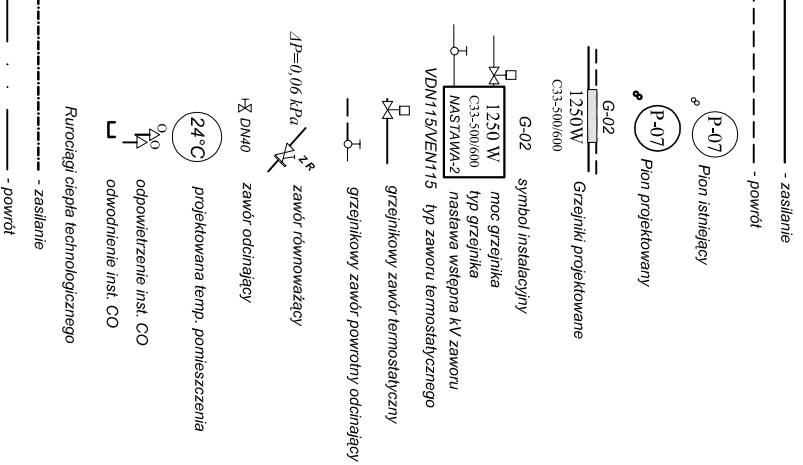 - zasilanie
- powrót
P-07
Pion istniejący
P-07
Pion projektowany
G-02
1250W
C33-500/600
Grzejniki projektowane
G-02 symbol instalacyjny
1250 W moc grzejnika
C33-500/600 typ grzejnika
NASTAWA-2 nastawa wstępna kV zaworu
VDN115/VEN115 typ zaworu termostatycznego
grzejnikowy zawór termostatyczny
grzejnikowy zawór powrotny odcinający
ΔP=0,06 kPa
ZR
zawór równoważący
DN40 zawór odcinający
24°C projektowana temp. pomieszczenia
odpowietrzenie inst. CO
odwodnienie inst. CO
Rurociągi ciepła technologicznego
- zasilanie
- powrót